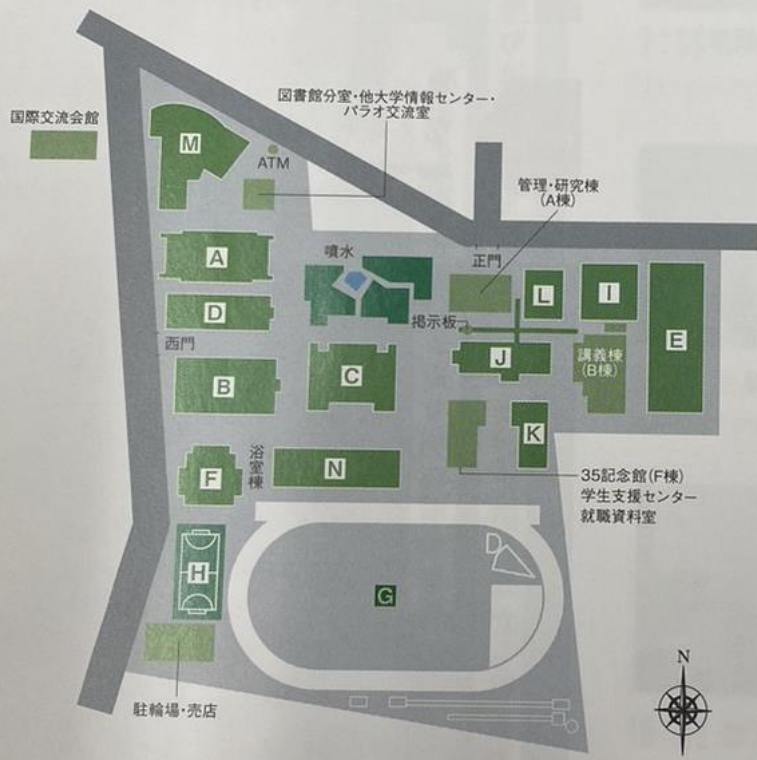 図書館分室・他大学情報センター・
パラオ交流室
国際交流会館
M
ATM
管理・研究棟
(A棟)
噴水
正門
A
L
I
D
掲示板
E
西門
J
講義棟
(B棟)
B
C
K
浴室棟
F
N
35記念館(F棟)
学生支援センター
就職資料室
H
G
N
駐輪場・売店